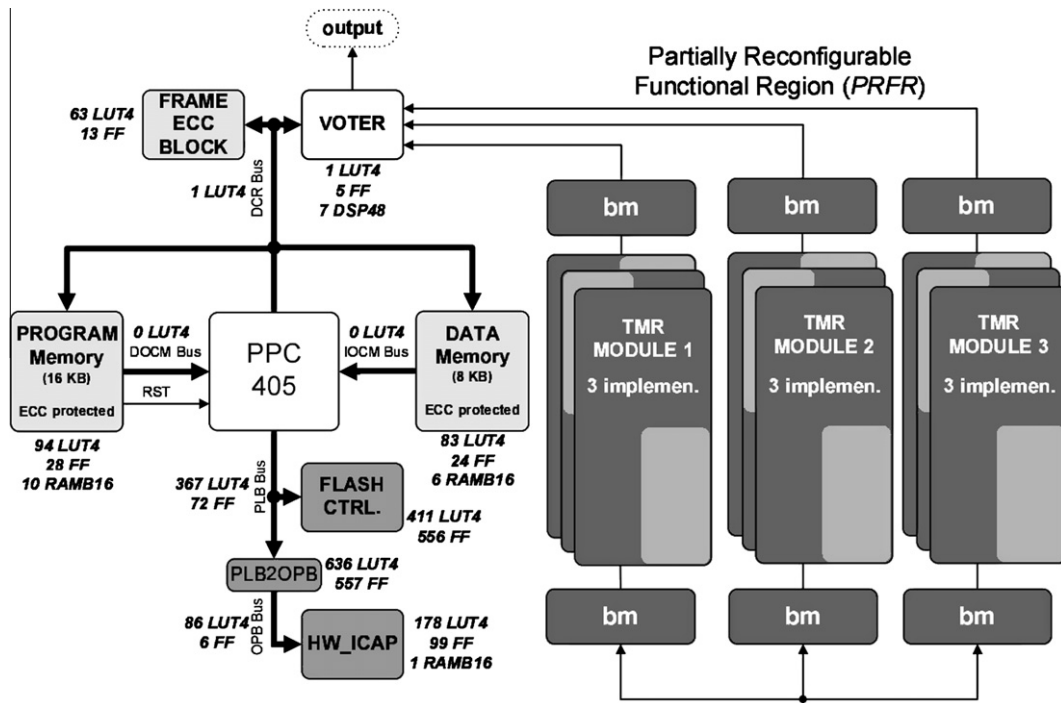 output
Partially Reconfigurable
Functional Region (PRFR)
63 LUT4
13 FF
FRAME
ECC
BLOCK
VOTER
1 LUT4
DCR Bus
1 LUT4
5 FF
7 DSP48
bm
bm
bm
PROGRAM
Memory
(16 KB)
ECC protected
0 LUT4
DOCM Bus
RST
PPC
405
0 LUT4
IOCM Bus
DATA
Memory
(8 KB)
ECC protected
TMR
MODULE 1
3 implemen.
TMR
MODULE 2
3 implemen.
TMR
MODULE 3
3 implemen.
94 LUT4
28 FF
10 RAMB16
83 LUT4
24 FF
6 RAMB16
367 LUT4
72 FF
PLB Bus
FLASH
CTRL.
411 LUT4
556 FF
PLB2OPB
636 LUT4
557 FF
86 LUT4
6 FF
OPB Bus
HW_ICAP
178 LUT4
99 FF
1 RAMB16
bm
bm
bm